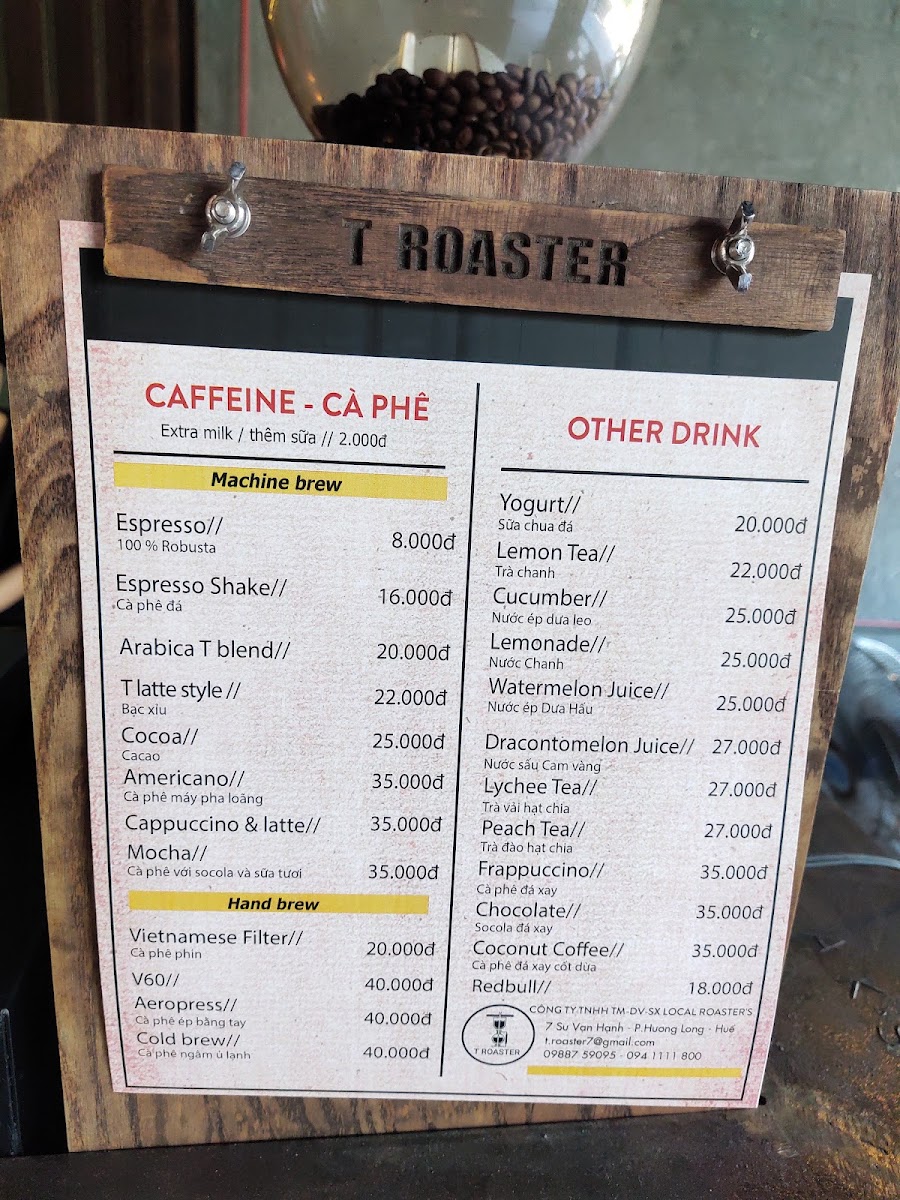 T ROASTER
CAFFEINE - CÀ PHÊ
Extra milk / thêm sữa // 2.000đ
Machine brew
Espresso// 8.000đ
100 % Robusta
Espresso Shake// 16.000đ
Cà phê đá
Arabica T blend// 20.000đ
T latte style // 22.000đ
Bạc xỉu
Cocoa// 25.000đ
Cacao
Americano// 35.000đ
Cà phê máy pha loãng
Cappuccino & latte// 35.000đ
Mocha// 35.000đ
Cà phê với socola và sữa tươi
Hand brew
Vietnamese Filter// 20.000đ
Cà phê phin
V60// 40.000đ
Aeropress// 40.000đ
Cà phê ép bằng tay
Cold brew// 40.000đ
Cà phê ngâm ủ lạnh
OTHER DRINK
Yogurt// 20.000đ
Sữa chua đá
Lemon Tea// 22.000đ
Trà chanh
Cucumber// 25.000đ
Nước ép dưa leo
Lemonade// 25.000đ
Nước Chanh
Watermelon Juice// 25.000đ
Nước ép Dưa Hấu
Dracontomelon Juice// 27.000đ
Nước sấu Cam vàng
Lychee Tea// 27.000đ
Trà vải hạt chia
Peach Tea// 27.000đ
Trà đào hạt chia
Frappuccino// 35.000đ
Cà phê đá xay
Chocolate// 35.000đ
Socola đá xay
Coconut Coffee// 35.000đ
Cà phê đá xay cốt dừa
Redbull// 18.000đ
T ROASTER
CÔNG TY TNHH TM-DV-SX LOCAL ROASTER'S
7 Sư Vạn Hạnh - P.Hương Long - Huế
t.roaster7@gmail.com
09887 59095 - 094 1111 800